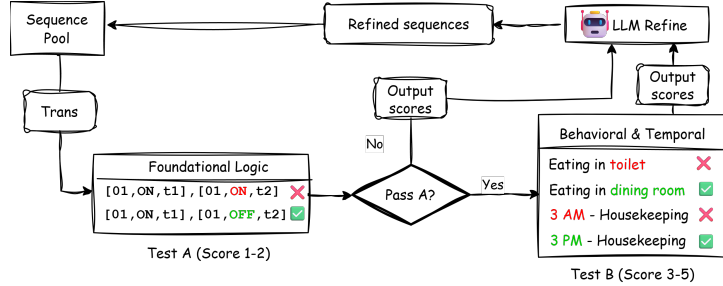 Sequence
Pool
Refined sequences
LLM Refine
Trans
Output
scores
Output
scores
No
Foundational Logic
[01,ON,t1],[01,ON,t2]
[01,ON,t1],[01,OFF,t2]
Test A (Score 1-2)
Pass A?
Yes
Behavioral & Temporal
Eating in toilet
Eating in dining room
3 AM - Housekeeping
3 PM - Housekeeping
Test B (Score 3-5)